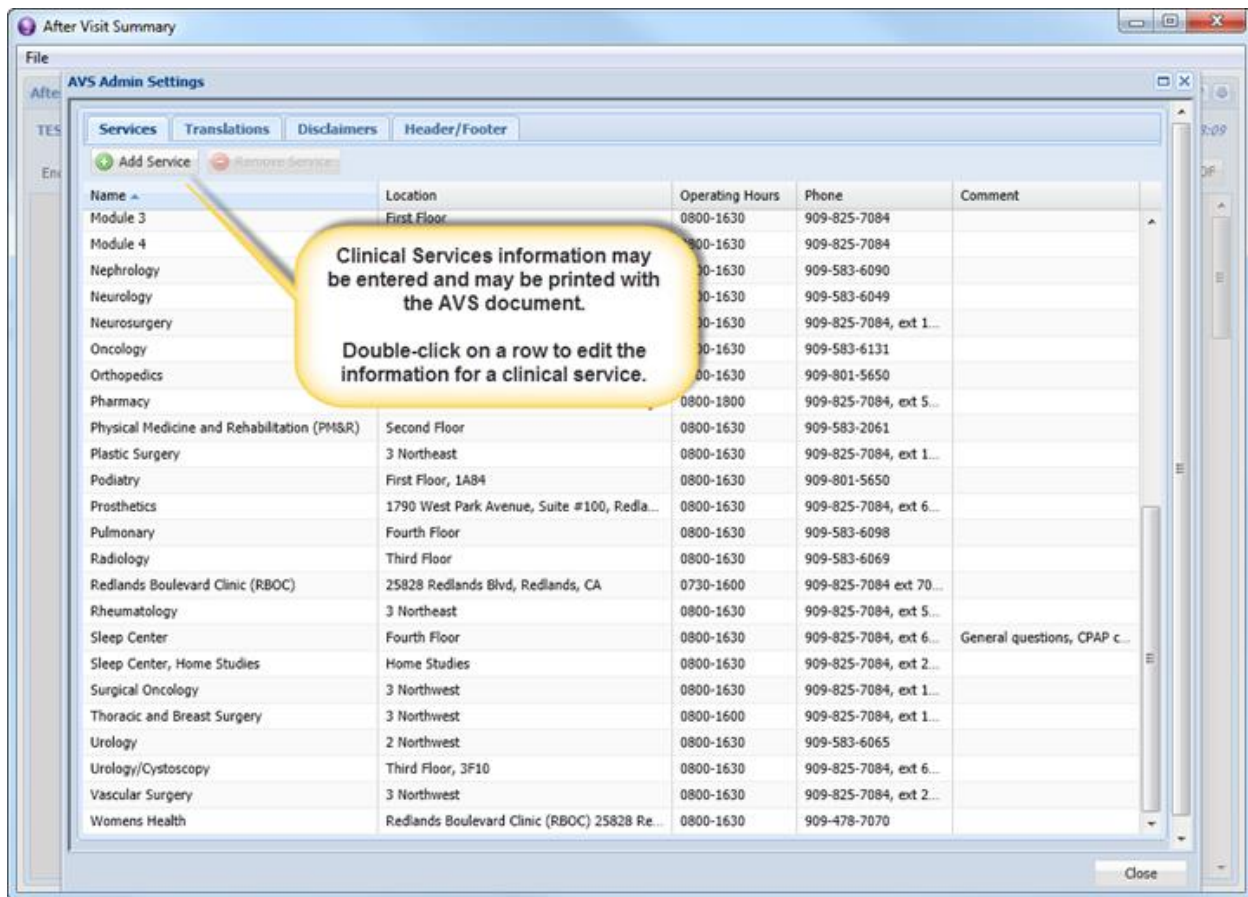 After Visit Summary
File
AVS Admin Settings
Services Translations Disclaimers Header/Footer
Add Service Remove Service
Name Location Operating Hours Phone Comment
Module 3 First Floor 0800-1630 909-825-7084
Module 4 909-825-7084
Nephrology 909-583-6090
Neurology 909-583-6049
Neurosurgery 909-825-7084, ext 1...
Oncology 909-583-6131
Orthopedics 909-801-5650
Pharmacy 0800-1800 909-825-7084, ext 5...
Clinical Services information may
be entered and may be printed with
the AVS document.
Double-click on a row to edit the
information for a clinical service.
Physical Medicine and Rehabilitation (PM&R) Second Floor 0800-1630 909-583-2061
Plastic Surgery 3 Northeast 0800-1630 909-825-7084, ext 1...
Podiatry First Floor, 1A84 0800-1630 909-801-5650
Prosthetics 1790 West Park Avenue, Suite #100, Redla... 0800-1630 909-825-7084, ext 6...
Pulmonary Fourth Floor 0800-1630 909-583-6098
Radiology Third Floor 0800-1630 909-583-6069
Redlands Boulevard Clinic (RBOC) 25828 Redlands Blvd, Redlands, CA 0730-1600 909-825-7084 ext 70...
Rheumatology 3 Northeast 0800-1630 909-825-7084, ext 5...
Sleep Center Fourth Floor 0800-1630 909-825-7084, ext 6... General questions, CPAP c...
Sleep Center, Home Studies Home Studies 0800-1630 909-825-7084, ext 2...
Surgical Oncology 3 Northwest 0800-1630 909-825-7084, ext 1...
Thoracic and Breast Surgery 3 Northwest 0800-1600 909-825-7084, ext 1...
Urology 2 Northwest 0800-1630 909-583-6065
Urology/Cystoscopy Third Floor, 3F10 0800-1630 909-825-7084, ext 6...
Vascular Surgery 3 Northwest 0800-1630 909-825-7084, ext 2...
Womens Health Redlands Boulevard Clinic (RBOC) 25828 Re... 0800-1630 909-478-7070
Close